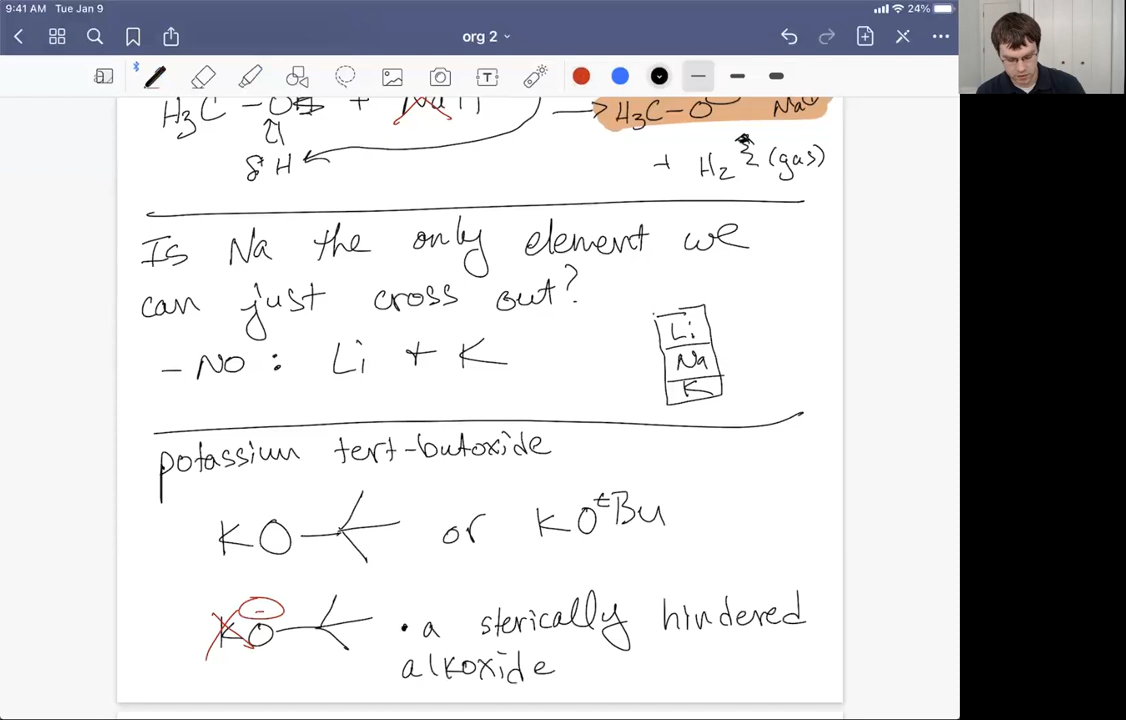 9:41 AM Tue Jan 9
24%
org 2
H₃C - O + Na H → H₃C - O Na
δ+ H
+ H₂ (gas)
Is Na the only element we
can just cross out?
- NO : Li + K
Li
Na
K
potassium tert-butoxide
KO or KOᵗBu
KO - • a sterically hindered
alkoxide